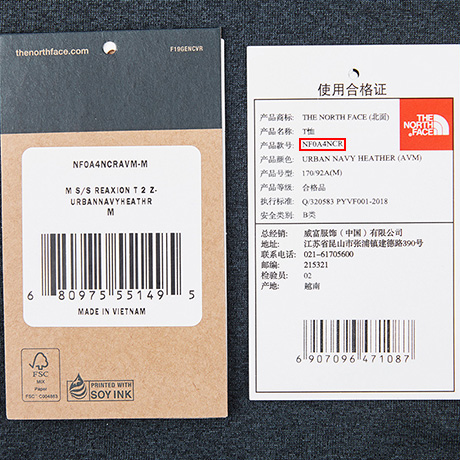 thenorthface.com
F19GENCVR
NF0A4NCRAVM-M
M S/S REAXION T 2 Z-
URBANNAVYHEATHR
M
6 80975 55149 5
MADE IN VIETNAM
FSC
MIX
Paper
FSC® C004863
PRINTED WITH
SOY INK
使用合格证
产品商标: THE NORTH FACE (北面)
产品名称: T恤
产品款号: NF0A4NCR
产品颜色: URBAN NAVY HEATHER (AVM)
产品号型: 170/92A(M)
产品等级: 合格品
执行标准: Q/320583 PYVF001-2018
安全类别: B类
THE
NORTH
FACE
总经销: 威富服饰（中国）有限公司
地址: 江苏省昆山市张浦镇建德路390号
联系电话: 021-61705600
邮编: 215321
检验员: 02
产地: 越南
6 907096 471087